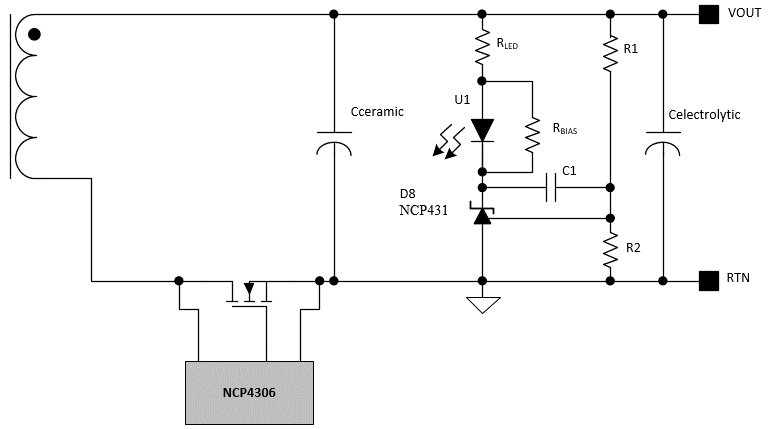 VOUT
RLED
R1
U1
Cceramic
Celectrolytic
RBIAS
C1
D8
NCP431
R2
RTN
NCP4306